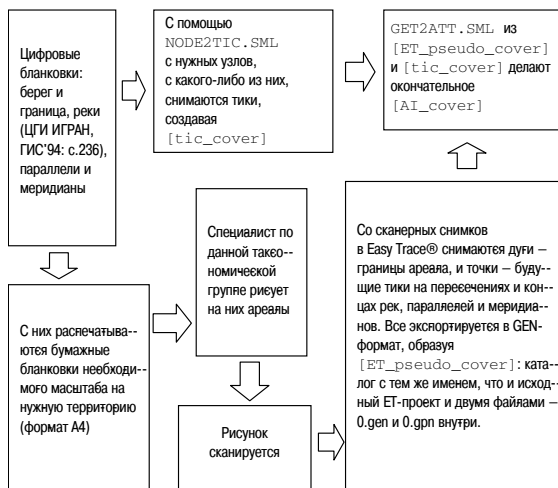 Цифровые
бланковки:
берег и
граница, реки
(ЦГИ ИГРАН,
ГИС'94: с.236),
параллели и
меридианы
С помощью
NODE2TIC.SML
с нужных узлов,
с какого-либо из них,
снимаются тики,
создавая
[tic_cover]
GET2ATT.SML из
[ET_pseudo_cover]
и [tic_cover] делают
окончательное
[AI_cover]
С них распечатыва--
ются бумажные
бланковки необходи--
мого масштаба на
нужную территорию
(формат А4)
Специалист по
данной таксо--
номической
группе рисует
на них ареалы
Рисунок
сканируется
Со сканерных снимков
в Easy Trace® снимаются дуги –
границы ареала, и точки – буду--
щие тики на пересечениях и кон--
цах рек, параллелей и меридиа--
нов. Все экспортируется в GEN-
формат, образуя
[ET_pseudo_cover]: ката--
лог с тем же именем, что и исход--
ный ET-проект и двумя файлами –
0.gen и 0.gpn внутри.